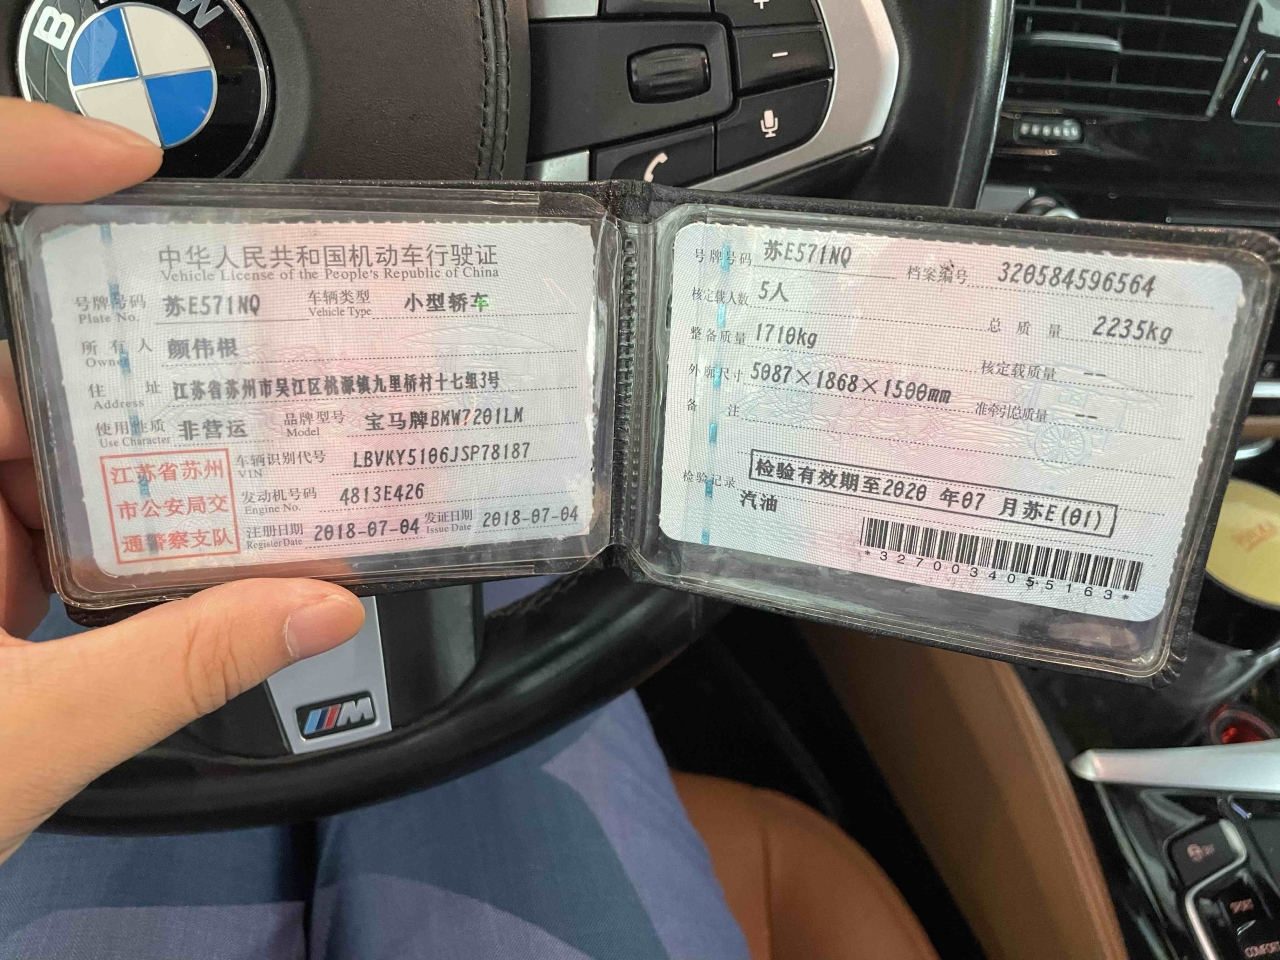 BMW
中华人民共和国机动车行驶证
Vehicle License of the People's Republic of China
号牌号码 苏E571NQ 车辆类型 小型轿车
Plate No. Vehicle Type
所有人 颜伟根
Owner
住址 江苏省苏州市吴江区桃源镇九里桥村十七组3号
Address
使用性质 非营运 品牌型号 宝马牌BMW7201LM
Use Character Model
江苏省苏州
市公安局交
通警察支队
车辆识别代号 LBVKY5106JSP78187
VIN
发动机号码 4813E426
Engine No.
注册日期 2018-07-04 发证日期 2018-07-04
Register Date Issue Date
号牌号码 苏E571NQ 档案编号 320584596564
核定载人数 5人 总质量 2235kg
整备质量 1710kg 核定载质量 --
外廓尺寸 5087×1868×1500mm 准牵引总质量 --
备注
检验记录 检验有效期至2020 年07 月苏E(01)
汽油
*3270034055163*
M
SPORT
COMFORT